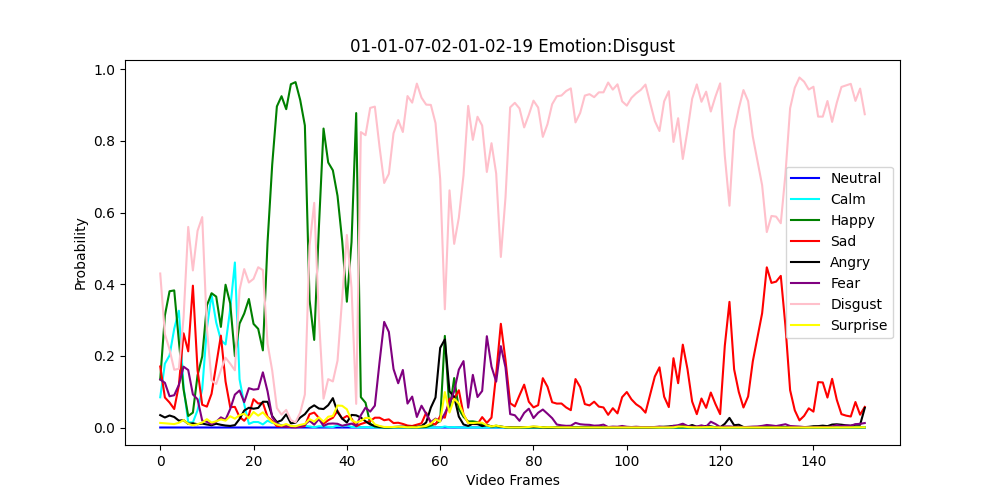 01-01-07-02-01-02-19 Emotion:Disgust
1.0
0.8
0.6
0.4
0.2
0.0
Probability
0 20 40 60 80 100 120 140
Video Frames
Neutral
Calm
Happy
Sad
Angry
Fear
Disgust
Surprise